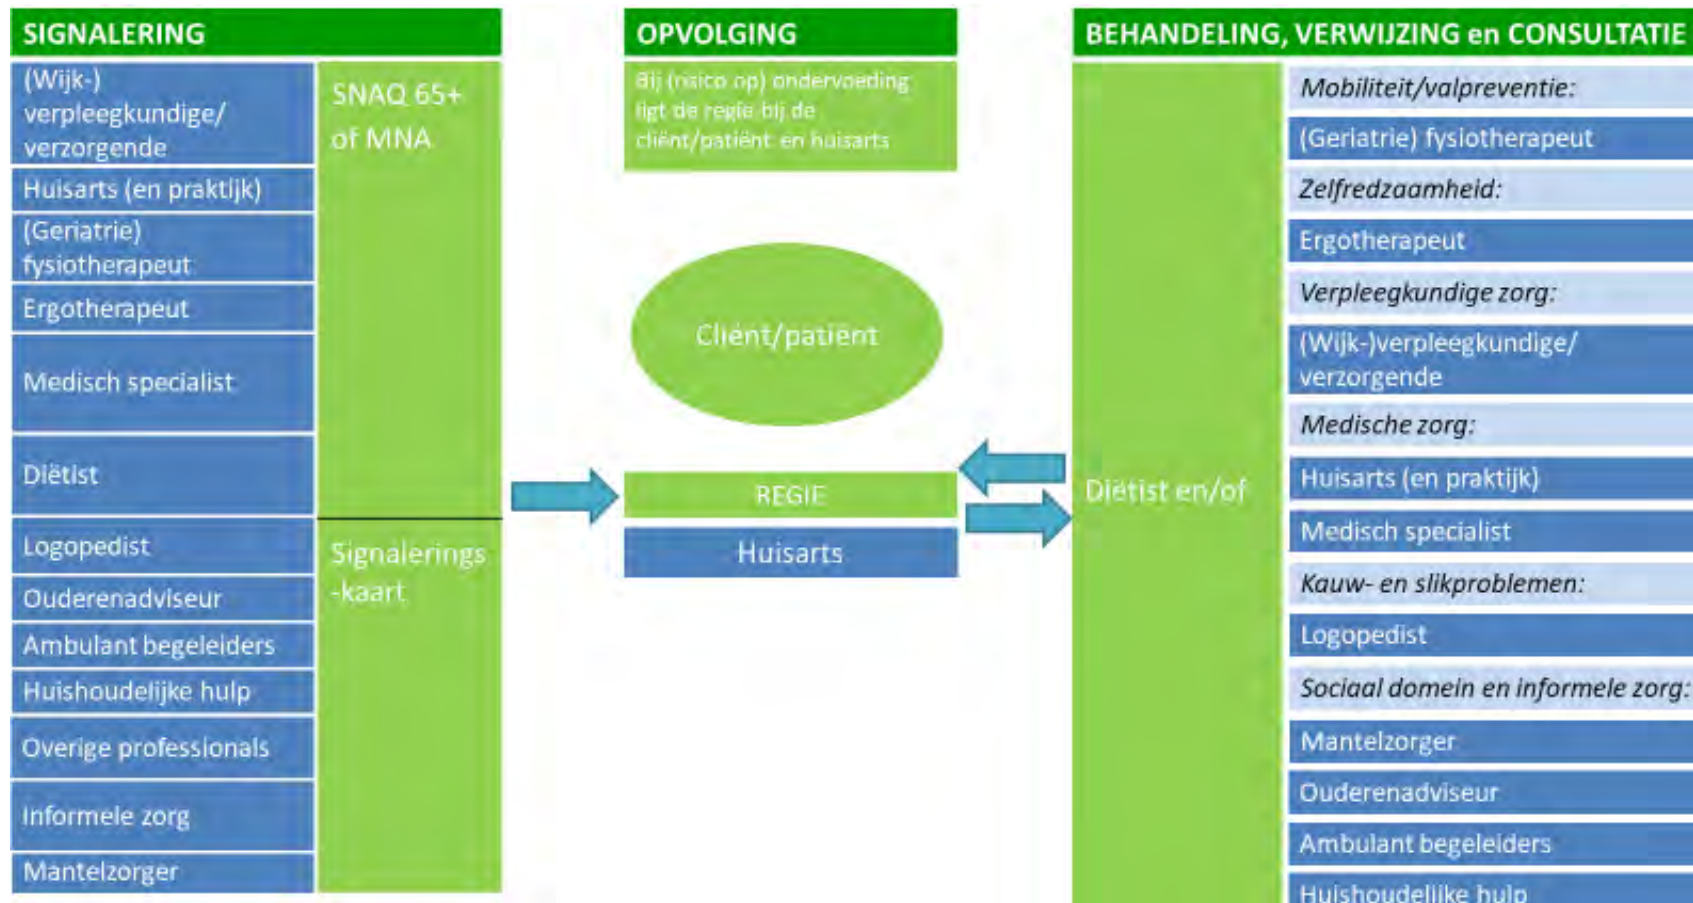 SIGNALERING
(Wijk-)
verpleegkundige/
verzorgende
Huisarts (en praktijk)
(Geriatrie)
fysiotherapeut
Ergotherapeut
Medisch specialist
Diëtist
Logopedist
Ouderenadviseur
Ambulant begeleiders
Huishoudelijke hulp
Overige professionals
Informele zorg
Mantelzorger
SNAQ 65+
of MNA
Signalerings
-kaart
OPVOLGING
Bij (risico op) ondervoeding
ligt de regie bij de
cliënt/patiënt en huisarts
Cliënt/patiënt
REGIE
Huisarts
BEHANDELING, VERWIJZING en CONSULTATIE
Diëtist en/of
Mobiliteit/valpreventie:
(Geriatrie) fysiotherapeut
Zelfredzaamheid:
Ergotherapeut
Verpleegkundige zorg:
(Wijk-)verpleegkundige/
verzorgende
Medische zorg:
Huisarts (en praktijk)
Medisch specialist
Kauw- en slikproblemen:
Logopedist
Sociaal domein en informele zorg:
Mantelzorger
Ouderenadviseur
Ambulant begeleiders
Huishoudelijke hulp